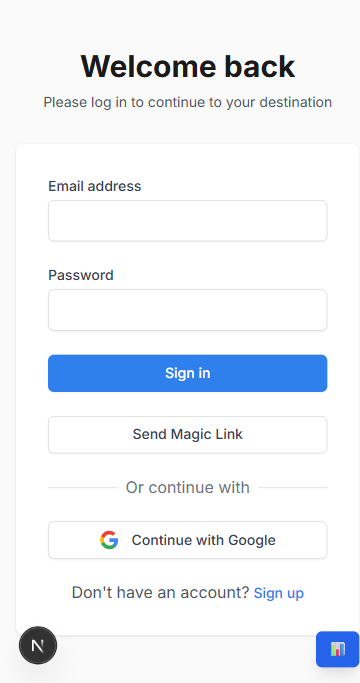 Welcome back
Please log in to continue to your destination
Email address
Password
Sign in
Send Magic Link
Or continue with
Continue with Google
Don't have an account? Sign up
N